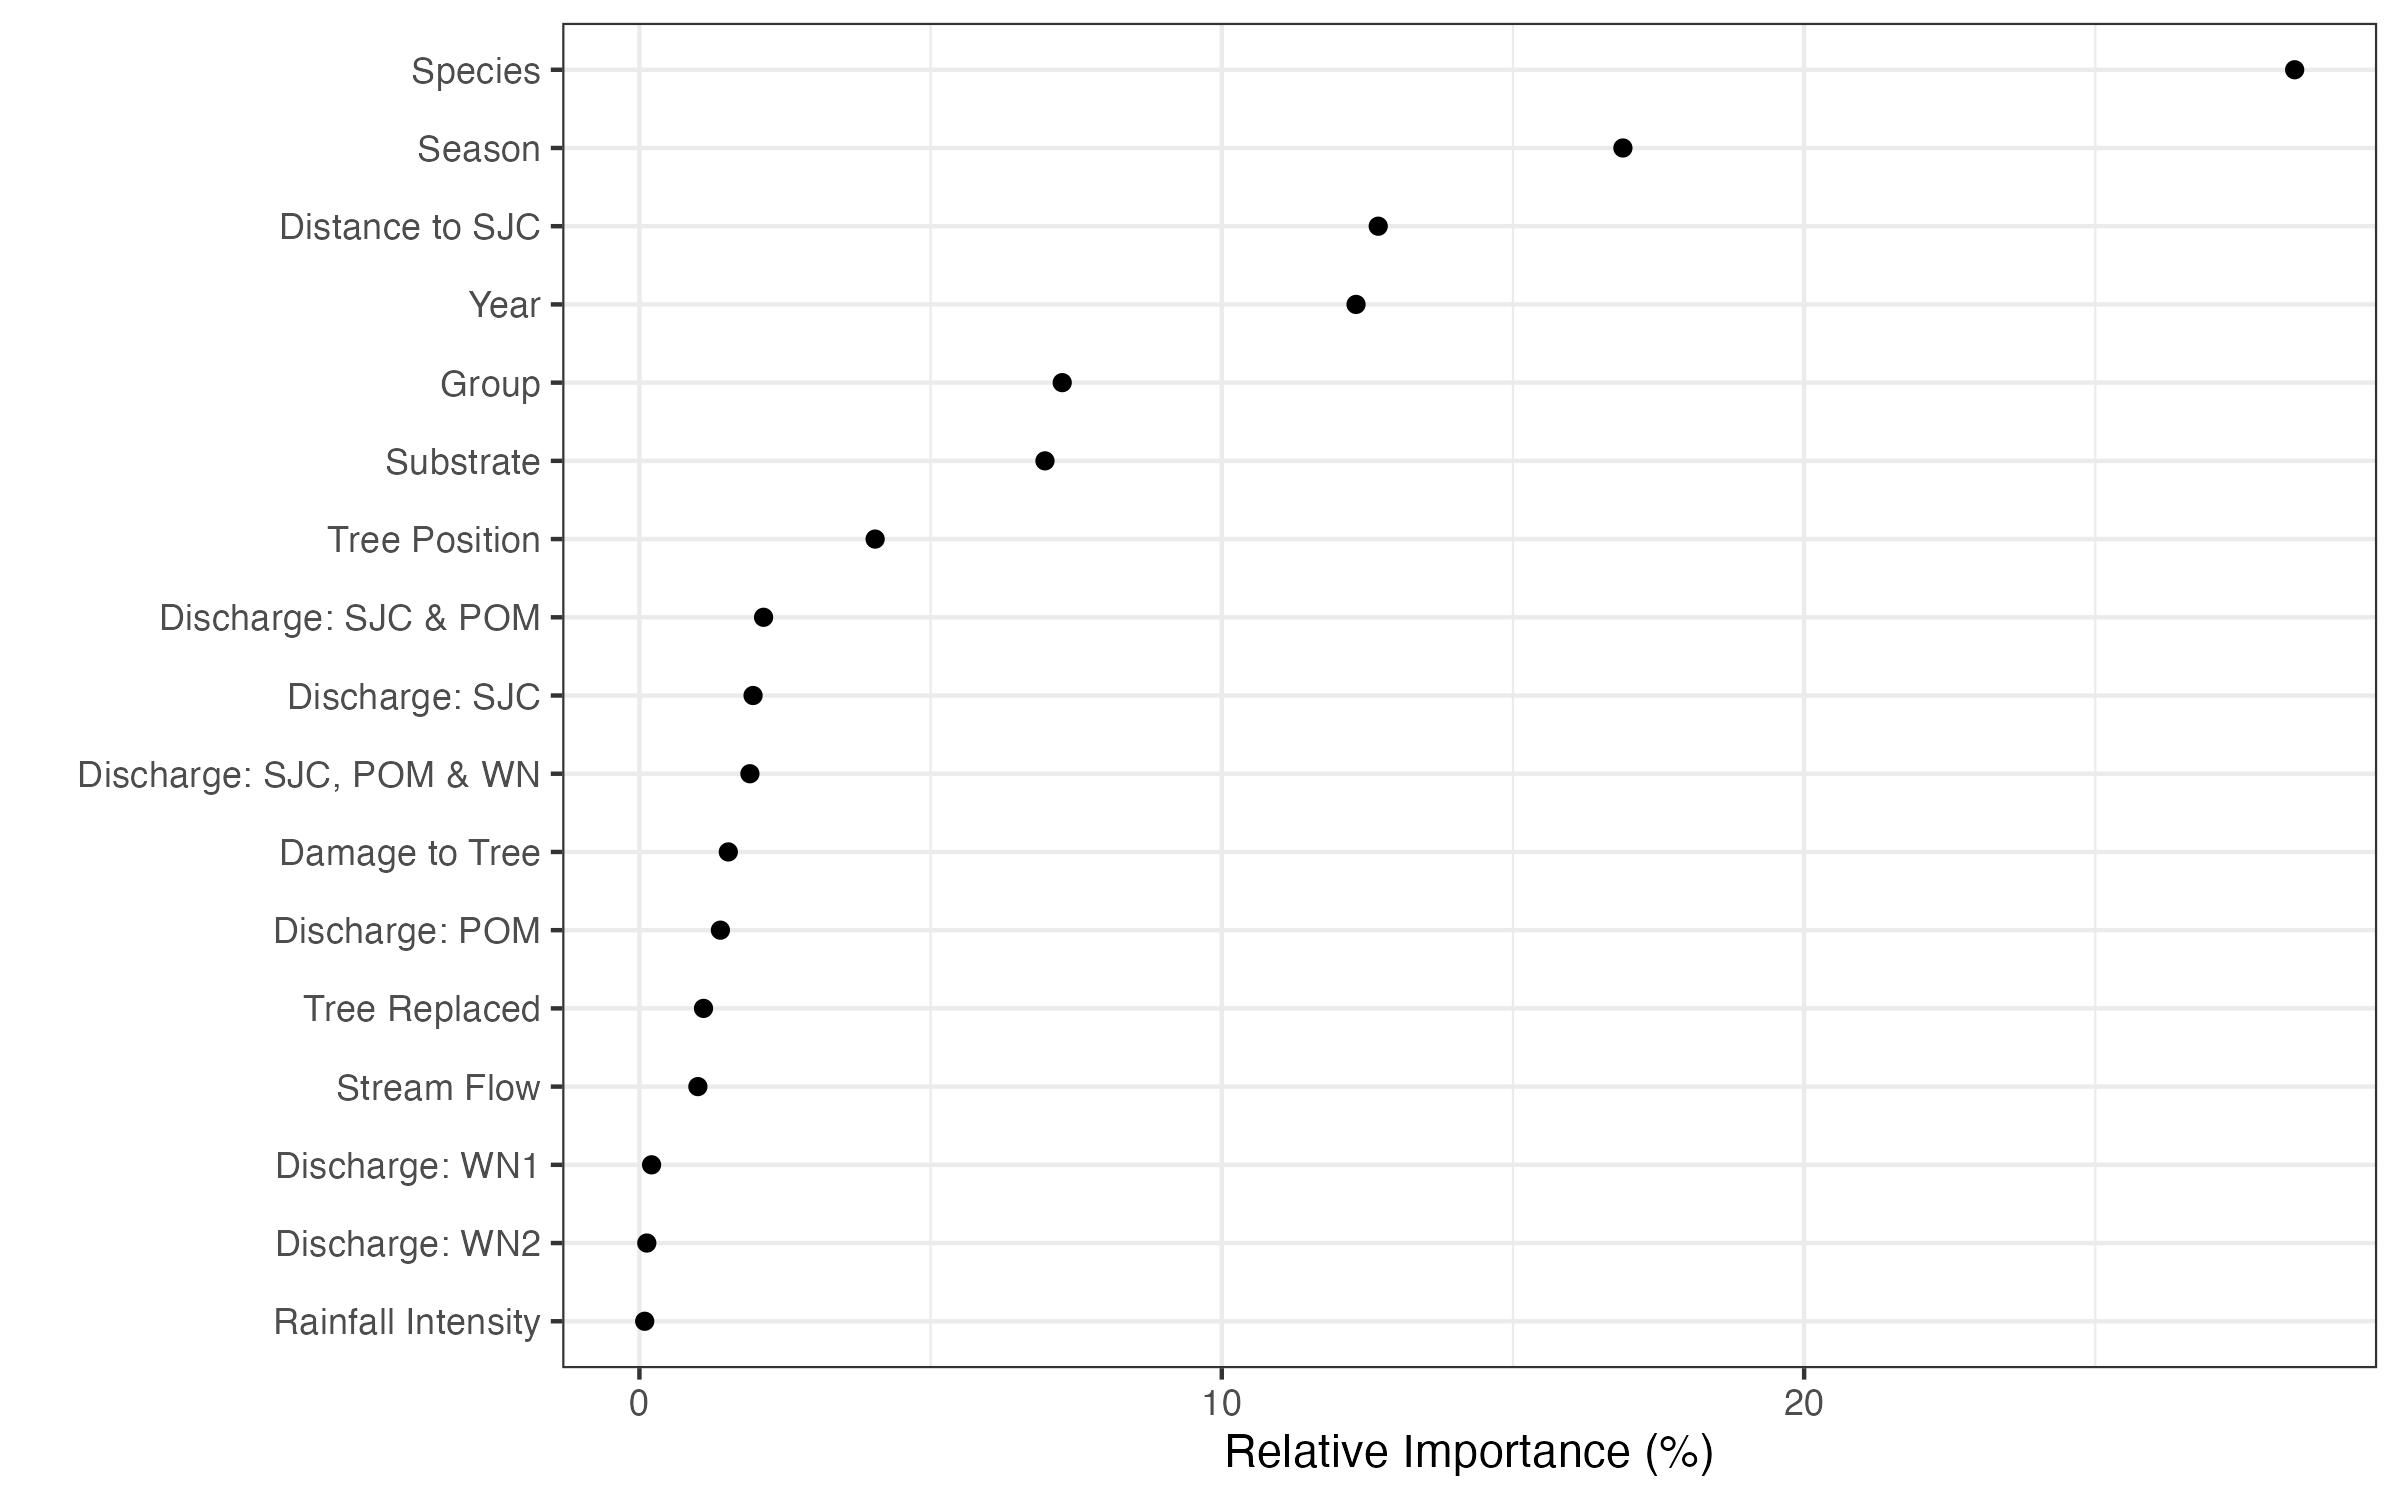 Species
Season
Distance to SJC
Year
Group
Substrate
Tree Position
Discharge: SJC & POM
Discharge: SJC
Discharge: SJC, POM & WN
Damage to Tree
Discharge: POM
Tree Replaced
Stream Flow
Discharge: WN1
Discharge: WN2
Rainfall Intensity
0 10 20
Relative Importance (%)